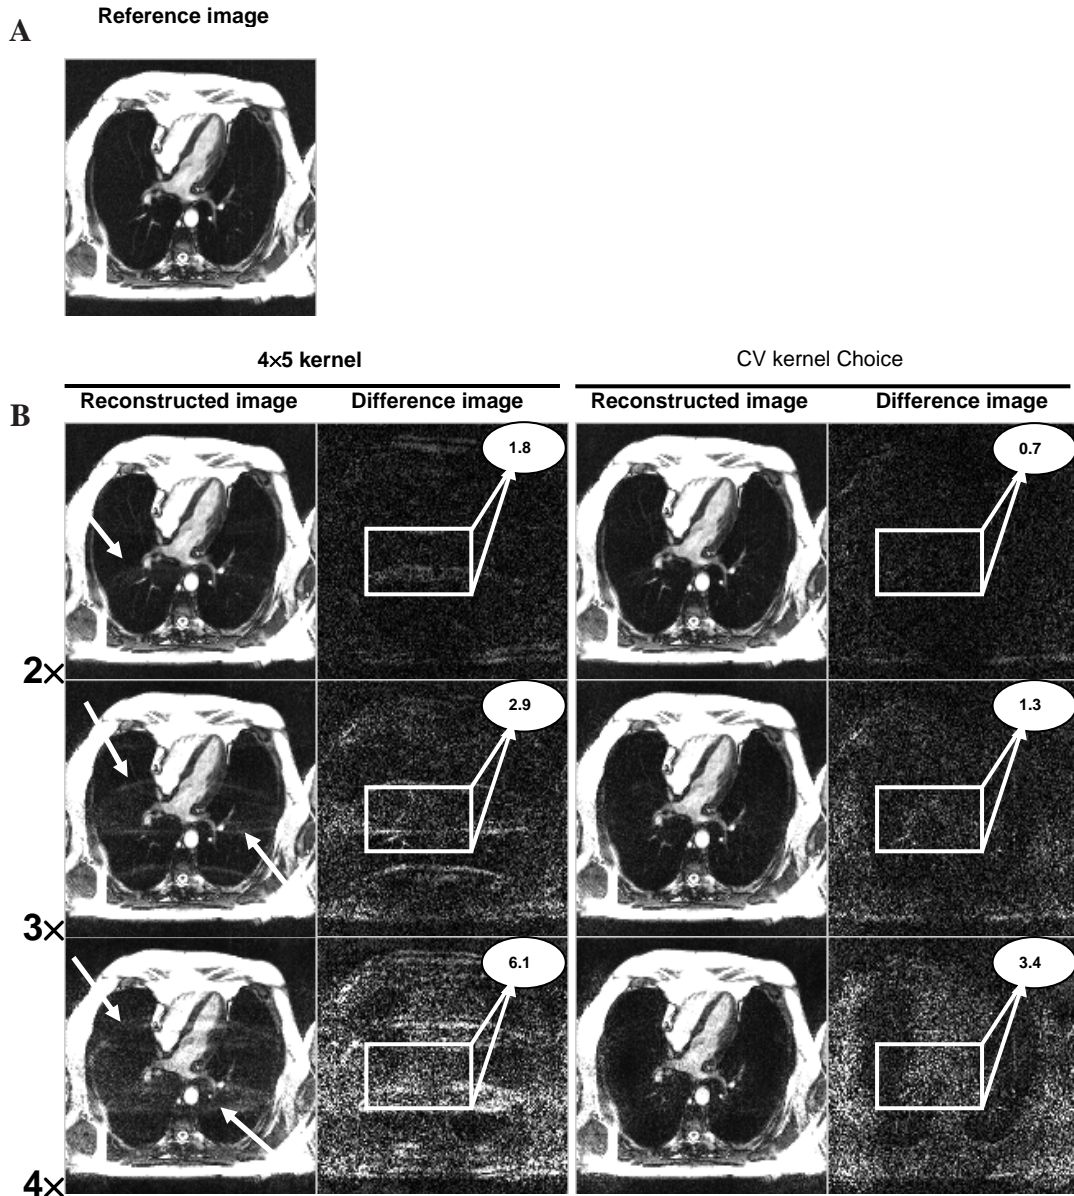 Reference image
A
4×5 kernel
CV kernel Choice
Reconstructed image
Difference image
Reconstructed image
Difference image
B
1.8
0.7
2×
2.9
1.3
3×
6.1
3.4
4×